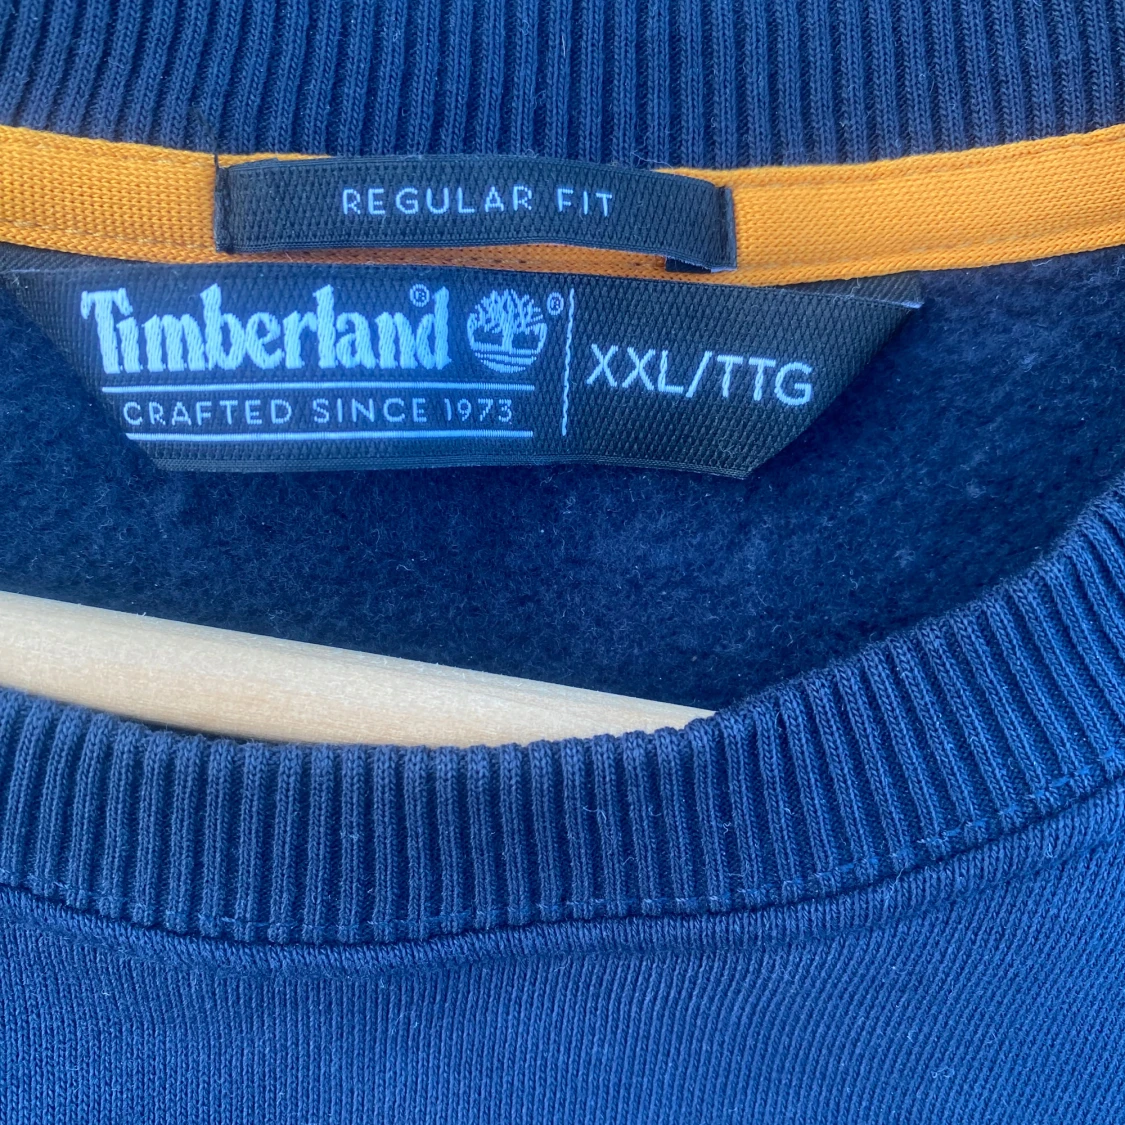 REGULAR FIT
Timberland® ®
XXL/TTG
CRAFTED SINCE 1973